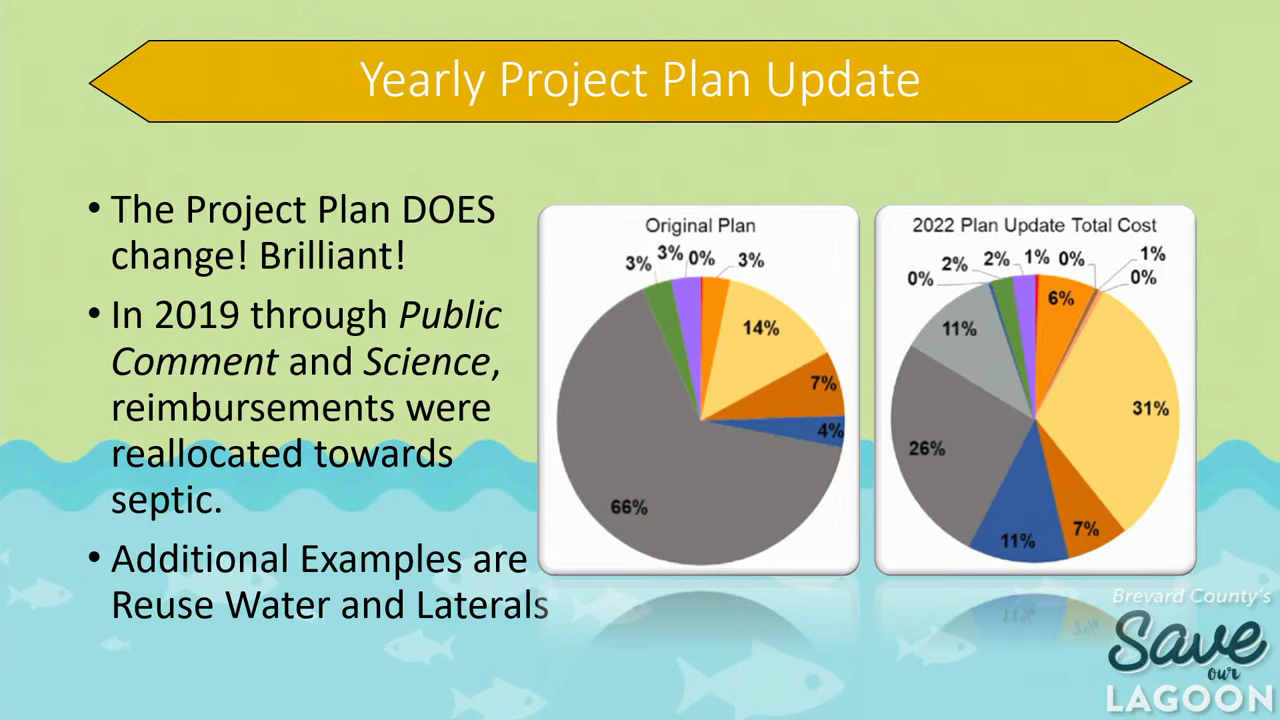 Yearly Project Plan Update
• The Project Plan DOES
change! Brilliant!
• In 2019 through Public
Comment and Science,
reimbursements were
reallocated towards
septic.
• Additional Examples are
Reuse Water and Laterals
Original Plan
3%
3%
0%
3%
14%
7%
4%
66%
2022 Plan Update Total Cost
0%
2%
2%
1%
0%
1%
0%
6%
11%
31%
26%
11%
7%
Brevard County's
Save
our
LAGOON